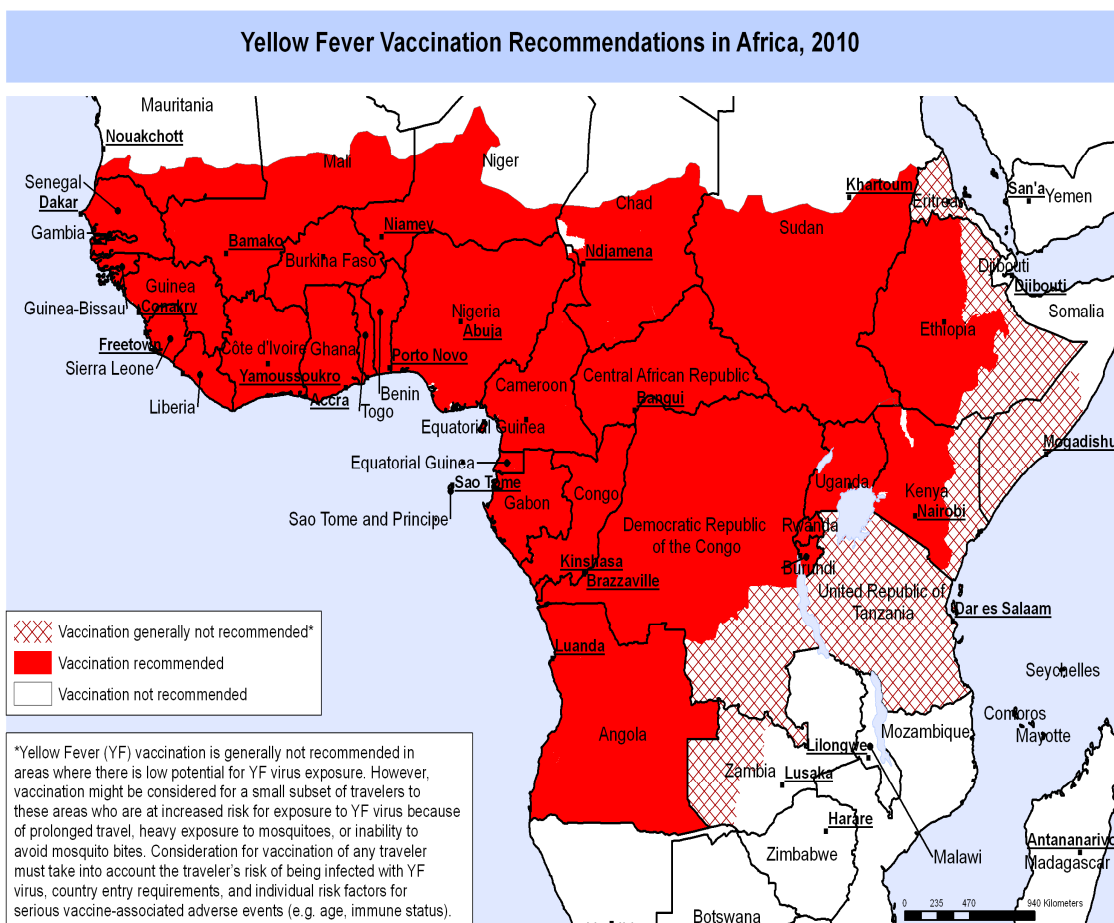 Yellow Fever Vaccination Recommendations in Africa, 2010
Mauritania
Nouakchott
Mali
Niger
Senegal
Dakar
Gambia
Bamako
Niamey
Burkina Faso
Chad
Ndjamena
Khartoum
Eritrea
San'a
Yemen
Sudan
Djibouti
Djibouti
Guinea
Conakry
Guinea-Bissau
Nigeria
Abuja
Ethiopia
Somalia
Freetown
Sierra Leone
Côte d'Ivoire
Ghana
Yamoussoukro
Porto Novo
Liberia
Accra
Togo
Benin
Cameroon
Central African Republic
Bangui
Equatorial Guinea
Mogadishu
Equatorial Guinea
Sao Tome
Gabon
Congo
Uganda
Kenya
Nairobi
Sao Tome and Principe
Democratic Republic
of the Congo
Rwanda
Kinshasa
Brazzaville
Burundi
United Republic of
Tanzania
Dar es Salaam
Luanda
Seychelles
Angola
Comoros
Mayotte
Mozambique
Lilongwe
Zambia
Lusaka
Harare
Zimbabwe
Malawi
Antananarivo
Madagascar
Botswana
Vaccination generally not recommended*
Vaccination recommended
Vaccination not recommended
*Yellow Fever (YF) vaccination is generally not recommended in
areas where there is low potential for YF virus exposure. However,
vaccination might be considered for a small subset of travelers to
these areas who are at increased risk for exposure to YF virus because
of prolonged travel, heavy exposure to mosquitoes, or inability to
avoid mosquito bites. Consideration for vaccination of any traveler
must take into account the traveler's risk of being infected with YF
virus, country entry requirements, and individual risk factors for
serious vaccine-associated adverse events (e.g. age, immune status).
0 235 470 940 Kilometers